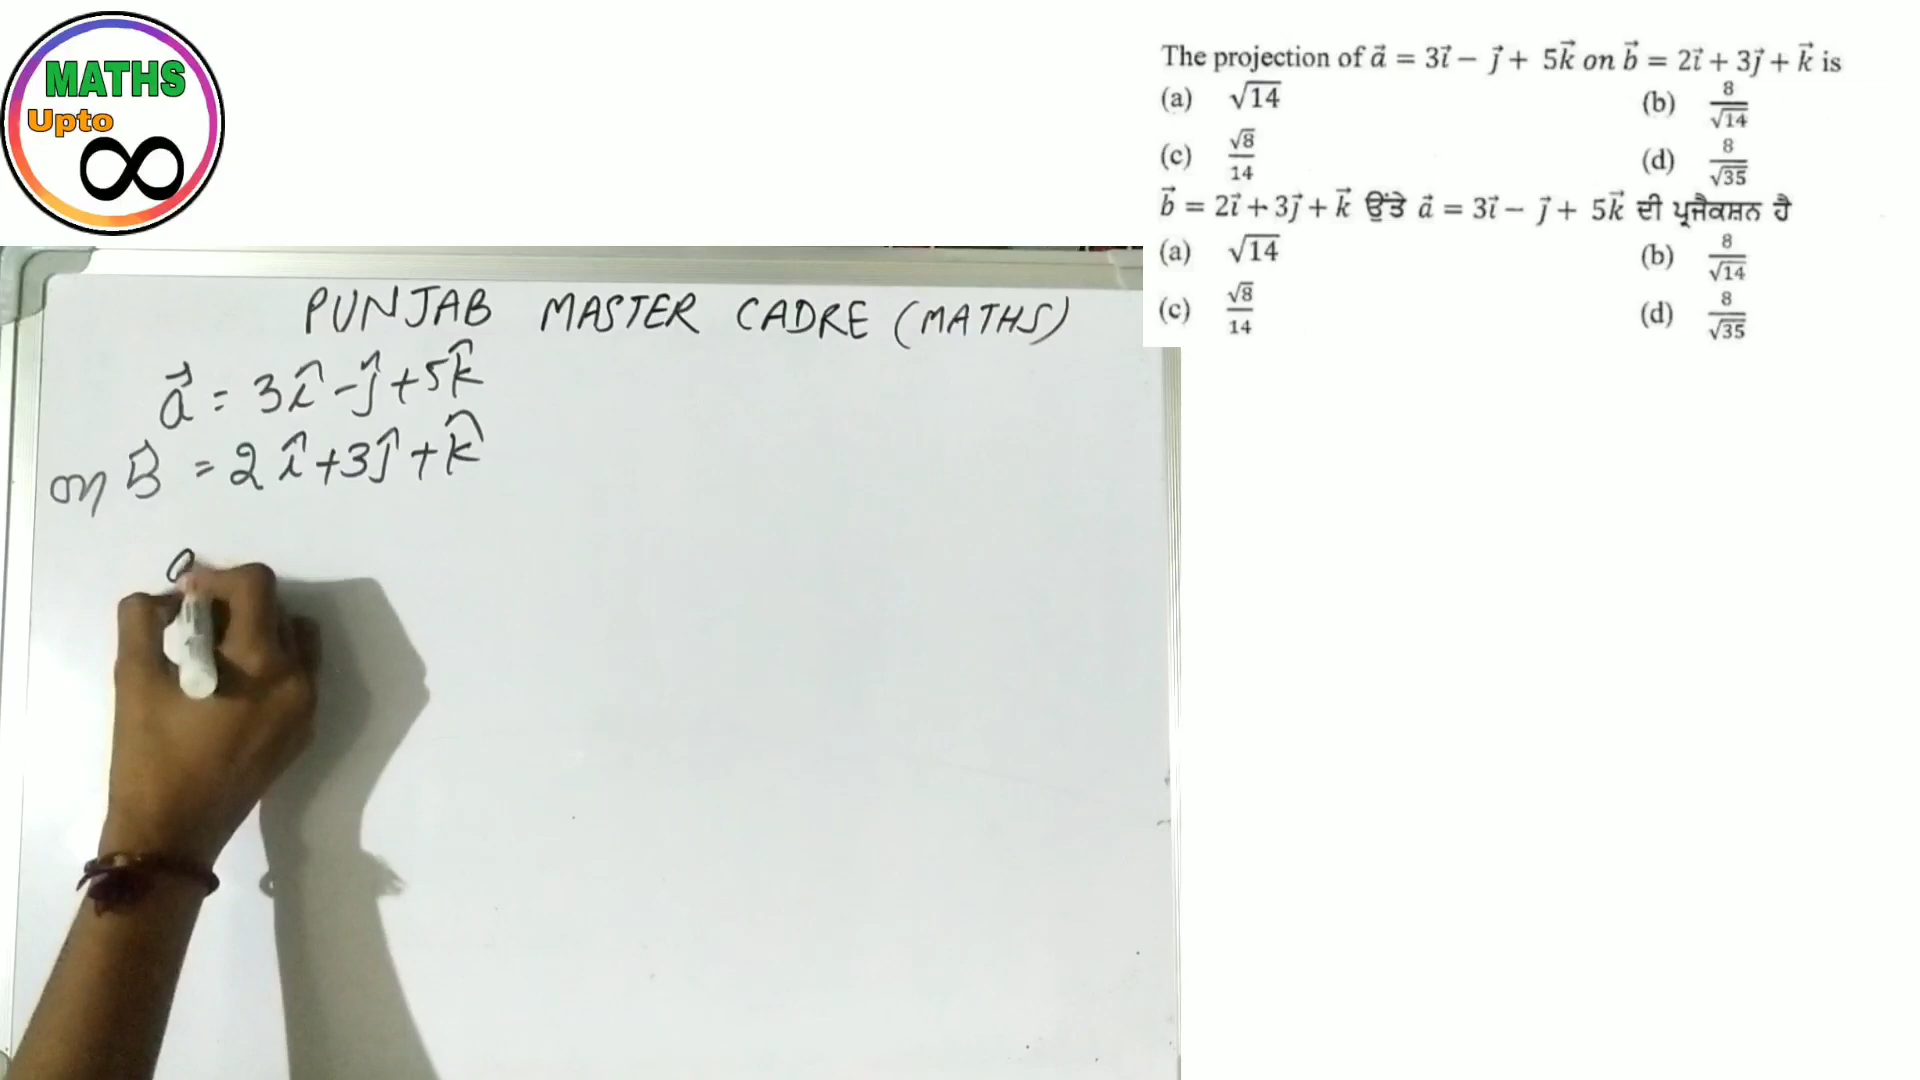 MATHS
Upto
∞
The projection of a⃗ = 3i⃗ − j⃗ + 5k⃗ on b⃗ = 2i⃗ + 3j⃗ + k⃗ is
(a) √14 (b) 8/√14
(c) √8/14 (d) 8/√35
b⃗ = 2i⃗ + 3j⃗ + k⃗ ਉੱਤੇ a⃗ = 3i⃗ − j⃗ + 5k⃗ ਦੀ ਪ੍ਰਜੈਕਸ਼ਨ ਹੈ
(a) √14 (b) 8/√14
(c) √8/14 (d) 8/√35
PUNJAB MASTER CADRE (MATHS)
a⃗ = 3î − ĵ + 5k̂
on B⃗ = 2î + 3ĵ + k̂